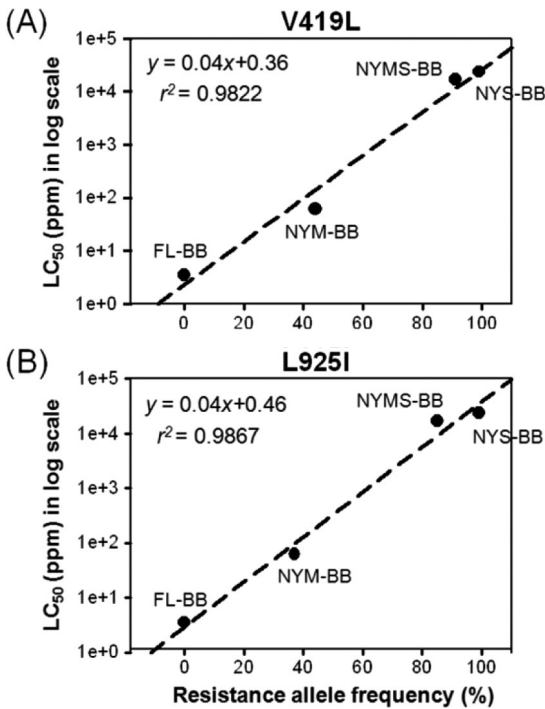 (A)
V419L
LC50 (ppm) in log scale
1e+5
1e+4
1e+3
1e+2
1e+1
1e+0
y = 0.04x+0.36
r² = 0.9822
NYMS-BB
NYS-BB
NYM-BB
FL-BB
0 20 40 60 80 100
(B)
L925I
LC50 (ppm) in log scale
1e+5
1e+4
1e+3
1e+2
1e+1
1e+0
y = 0.04x+0.46
r² = 0.9867
NYMS-BB
NYS-BB
NYM-BB
FL-BB
0 20 40 60 80 100
Resistance allele frequency (%)